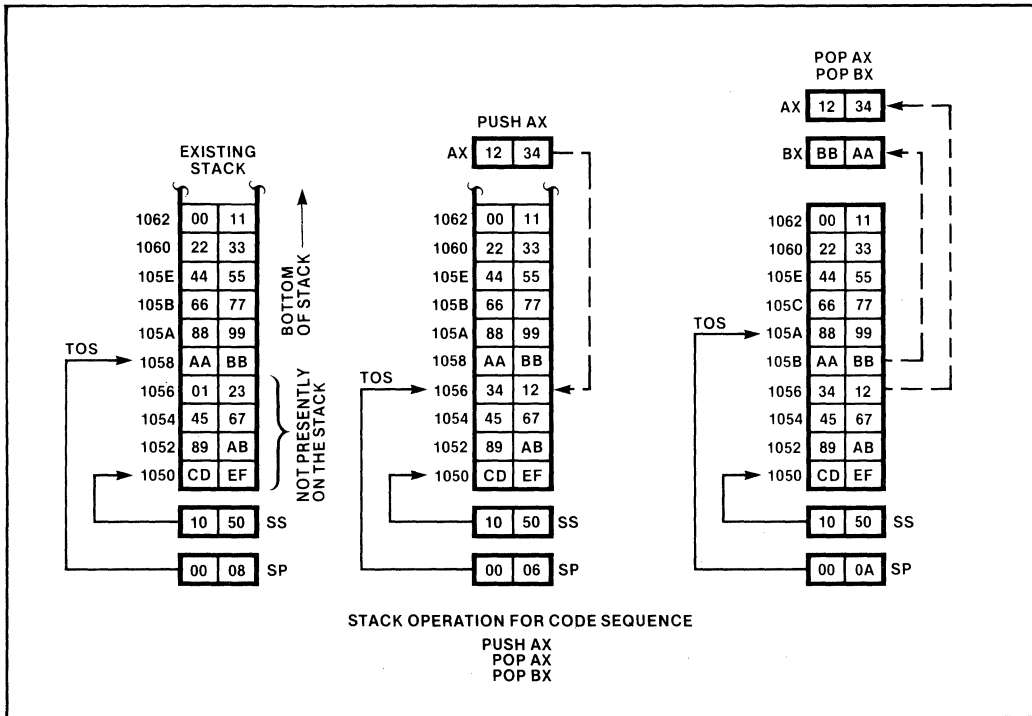 EXISTING
STACK
1062 00 11
1060 22 33
105E 44 55
105B 66 77
105A 88 99
TOS 1058 AA BB
1056 01 23
1054 45 67
1052 89 AB
1050 CD EF
10 50 SS
00 08 SP
BOTTOM
OF STACK
NOT PRESENTLY
ON THE STACK
PUSH AX
AX 12 34
1062 00 11
1060 22 33
105E 44 55
105B 66 77
105A 88 99
1058 AA BB
TOS 1056 34 12
1054 45 67
1052 89 AB
1050 CD EF
10 50 SS
00 06 SP
POP AX
POP BX
AX 12 34
BX BB AA
1062 00 11
1060 22 33
105E 44 55
105C 66 77
TOS 105A 88 99
105B AA BB
1056 34 12
1054 45 67
1052 89 AB
1050 CD EF
10 50 SS
00 0A SP
STACK OPERATION FOR CODE SEQUENCE
PUSH AX
POP AX
POP BX